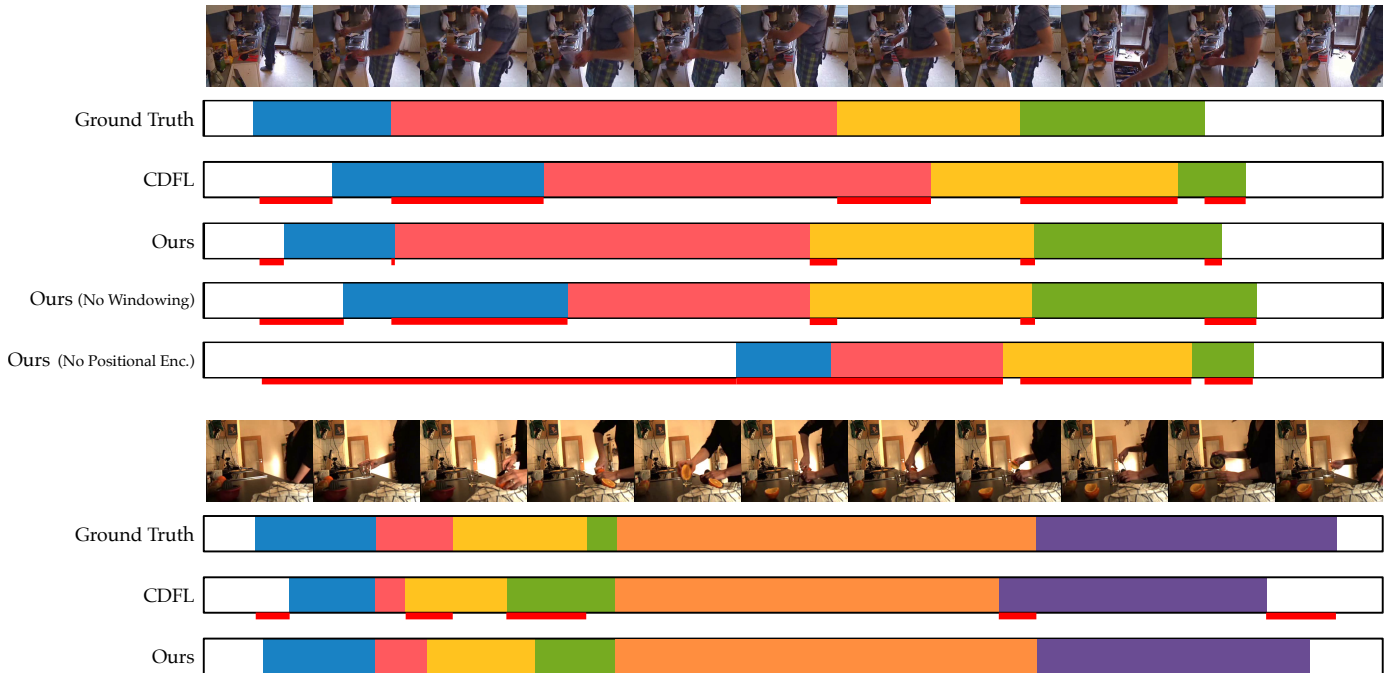 Ground Truth
CDFL
Ours
Ours (No Windowing)
Ours (No Positional Enc.)
Ground Truth
CDFL
Ours